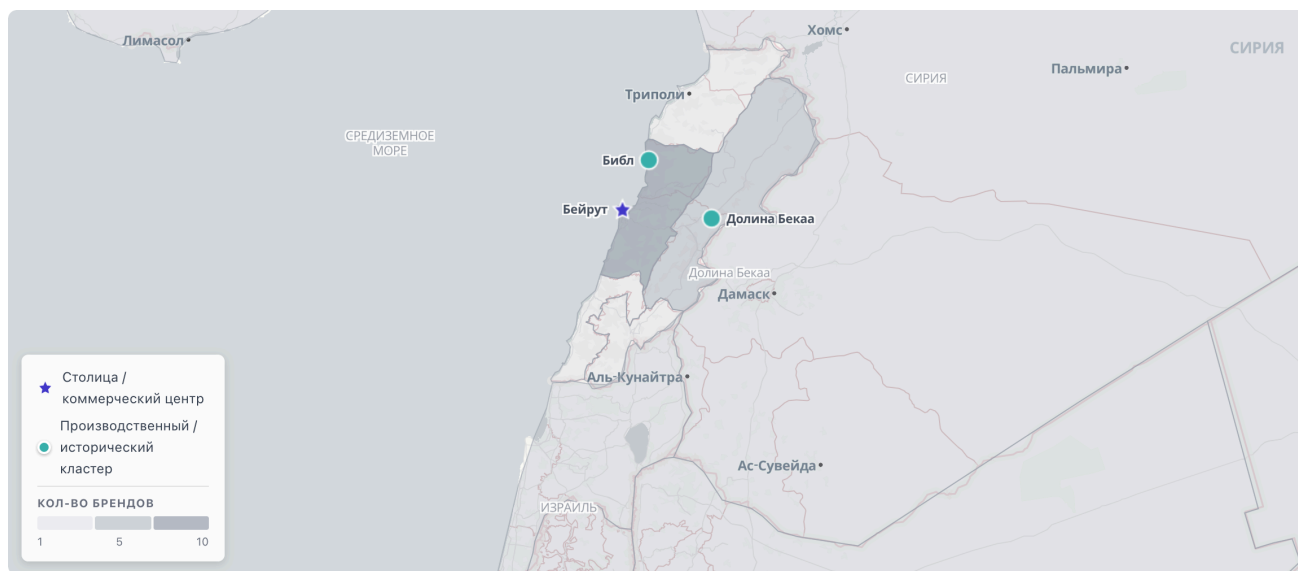 Лимасол
Хомс
СИРИЯ
Пальмира
СИРИЯ
Триполи
СРЕДИЗЕМНОЕ
МОРЕ
Библ
Бейрут
Долина Бекаа
Долина Бекаа
Дамаск
Аль-Кунайтра
Ас-Сувейда
ИЗРАИЛЬ
Столица /
коммерческий центр
Производственный /
исторический
кластер
КОЛ-ВО БРЕНДОВ
1 5 10